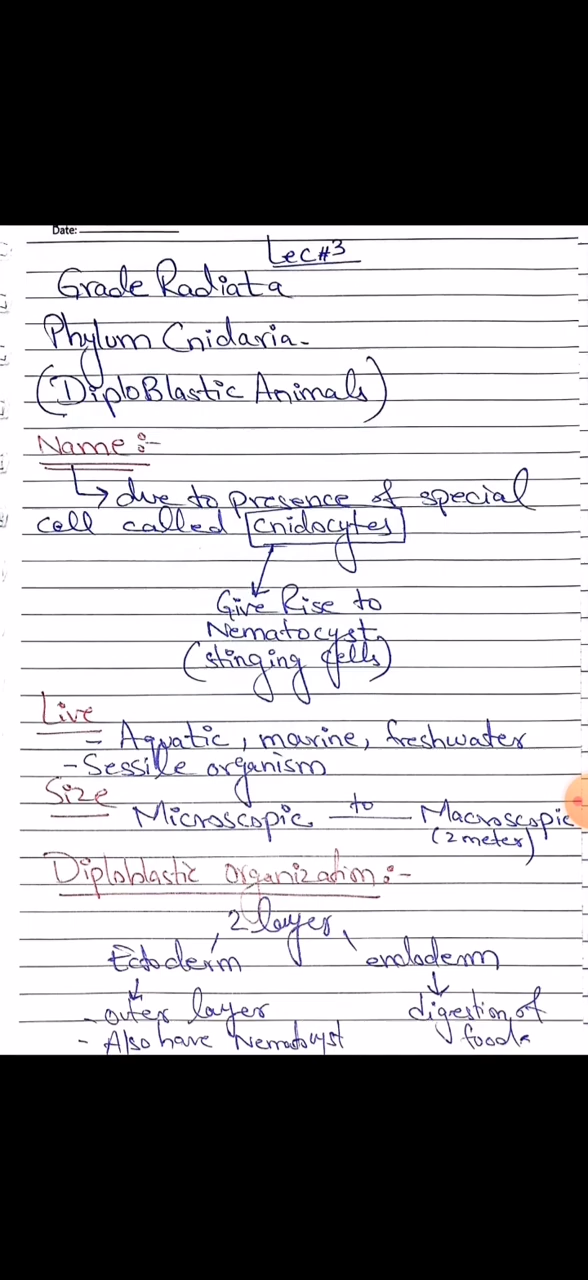 Date:
Lec#3
Grade Radiata
Phylum Cnidaria-
(DiploBlastic Animals)
Name:-
due to presence of special
cell called cnidocytes
Give Rise to
Nematocyst
(stinging cells)
Live
- Aquatic, marine, freshwater
- Sessile organism
Size
Microscopic to Macroscopic
(2 meter)
Diploblastic organization:-
2 layer
Ectoderm endoderm
- outer layer digestion of
- Also have Nematocyst foods